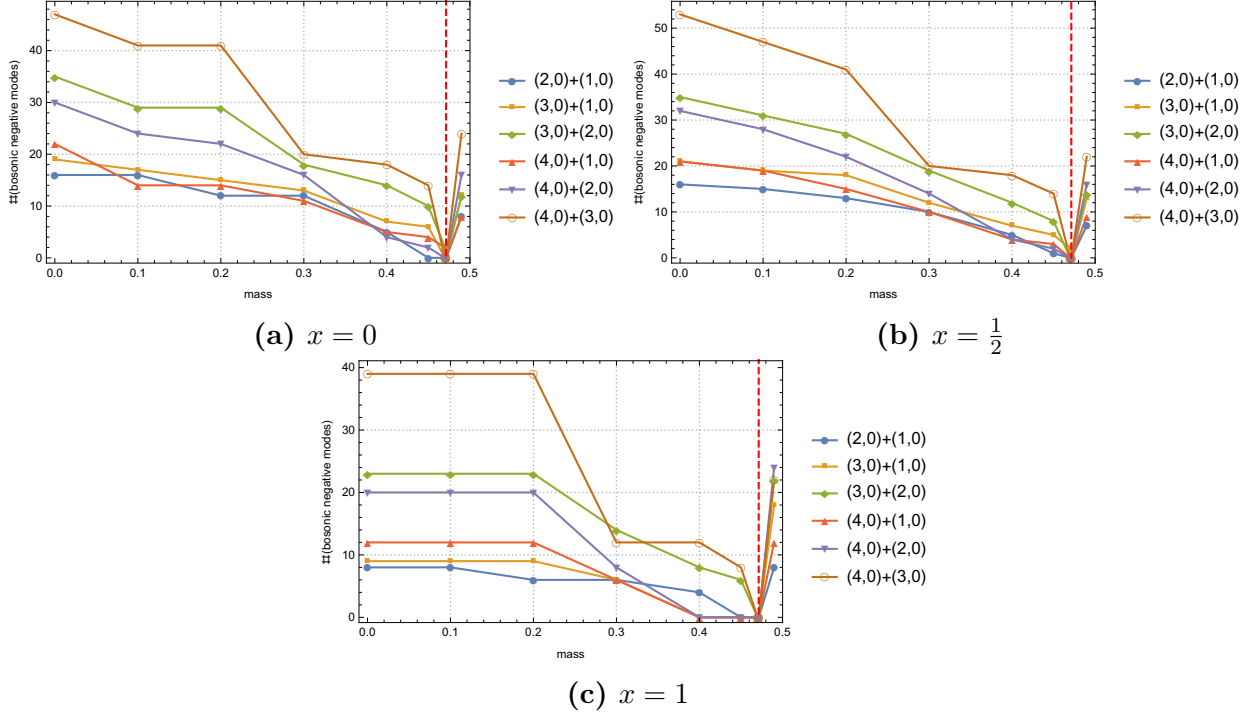 #(bosonic negative modes)
40
30
20
10
0
0.0 0.1 0.2 0.3 0.4 0.5
mass
(2,0)+(1,0)
(3,0)+(1,0)
(3,0)+(2,0)
(4,0)+(1,0)
(4,0)+(2,0)
(4,0)+(3,0)
(a) x = 0
#(bosonic negative modes)
50
40
30
20
10
0
0.0 0.1 0.2 0.3 0.4 0.5
mass
(2,0)+(1,0)
(3,0)+(1,0)
(3,0)+(2,0)
(4,0)+(1,0)
(4,0)+(2,0)
(4,0)+(3,0)
(b) x = 1/2
#(bosonic negative modes)
40
30
20
10
0
0.0 0.1 0.2 0.3 0.4 0.5
mass
(2,0)+(1,0)
(3,0)+(1,0)
(3,0)+(2,0)
(4,0)+(1,0)
(4,0)+(2,0)
(4,0)+(3,0)
(c) x = 1